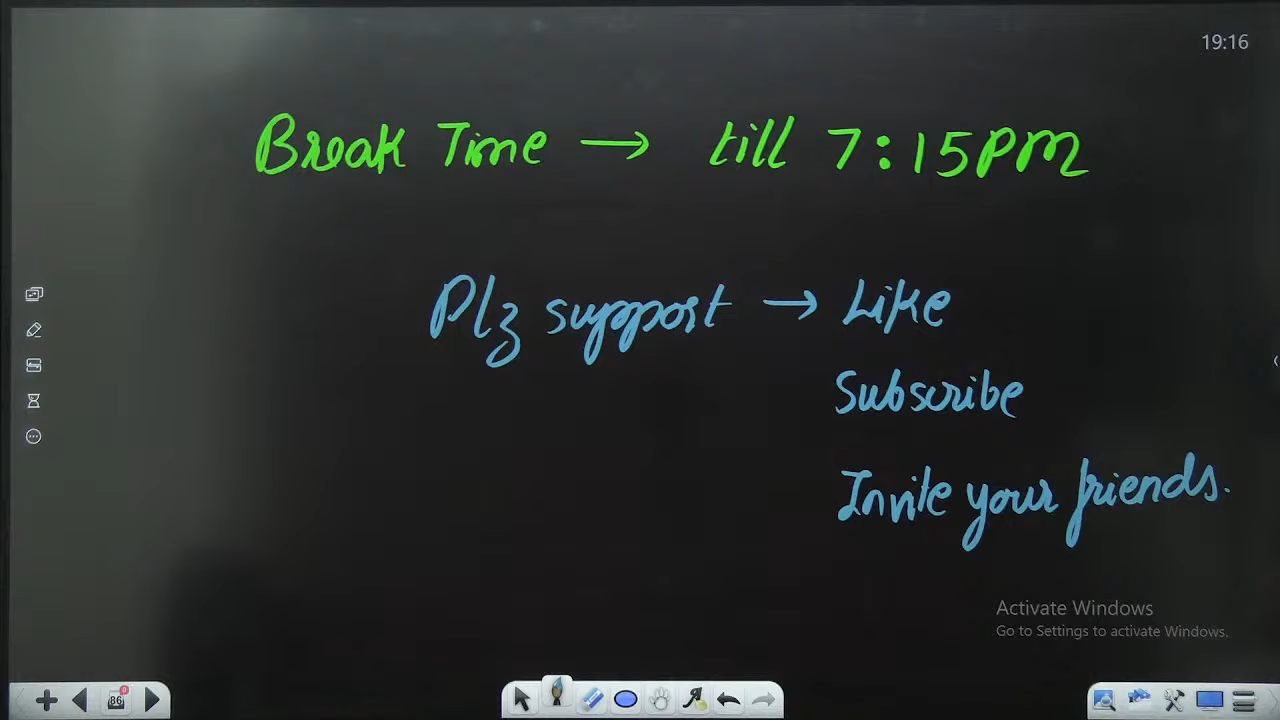 19:16
Break Time → till 7:15PM
Plz support → Like
Subscribe
Invite your friends.
Activate Windows
Go to Settings to activate Windows.
86